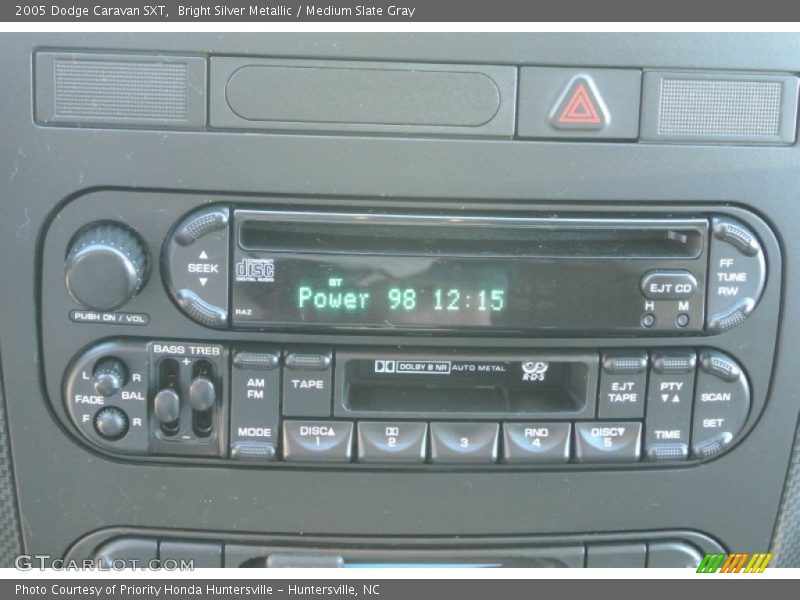 2005 Dodge Caravan SXT,  Bright Silver Metallic / Medium Slate Gray
SEEK
COMPACT
disc
DIGITAL AUDIO
RAZ
ST
Power 98 12:15
EJT CD
H M
FF
TUNE
RW
PUSH ON / VOL
L R
FADE BAL
F R
BASS TREB
+
−
AM
FM
MODE
TAPE
DOLBY B NR AUTO METAL
RDS
EJT
TAPE
PTY
TIME
SCAN
SET
DISC▲
1
2
3
RND
4
DISC▼
5
GTcarlot.com
Photo Courtesy of Priority Honda Huntersville – Huntersville, NC